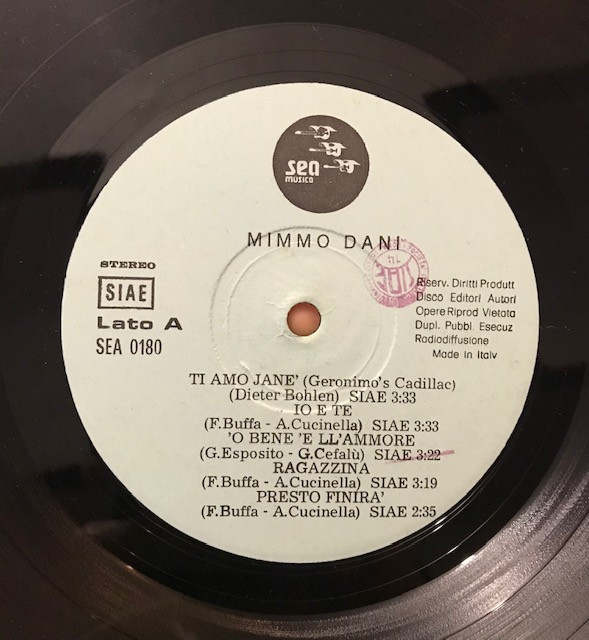 sea
musica
MIMMO DANI
STEREO
SIAE
Lato A
SEA 0180
Riserv. Diritti Produtt
Disco Editori Autori
Opere Riprod Vietata
Dupl. Pubbl. Esecuz
Radiodiffusione
Made in Italy
TI AMO JANE' (Geronimo's Cadillac)
(Dieter Bohlen) SIAE 3:33
IO E TE
(F.Buffa - A.Cucinella) SIAE 3:33
'O BENE 'E LL'AMMORE
(G.Esposito - G.Cefalù) SIAE 3:22
RAGAZZINA
(F.Buffa - A.Cucinella) SIAE 3:19
PRESTO FINIRA'
(F.Buffa - A.Cucinella) SIAE 2:35